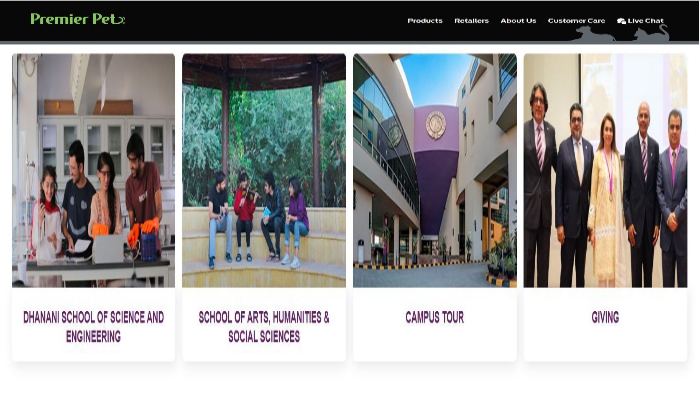 Premier Pet
Products Retailers About Us Customer Care Live Chat
DHANANI SCHOOL OF SCIENCE AND
ENGINEERING
SCHOOL OF ARTS, HUMANITIES &
SOCIAL SCIENCES
CAMPUS TOUR
GIVING